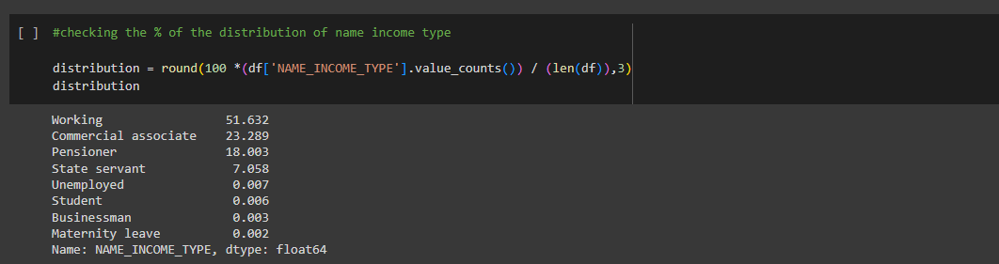 [ ] #checking the % of the distribution of name income type
distribution = round(100 *(df['NAME_INCOME_TYPE'].value_counts()) / (len(df)),3)
distribution
Working 51.632
Commercial associate 23.289
Pensioner 18.003
State servant 7.058
Unemployed 0.007
Student 0.006
Businessman 0.003
Maternity leave 0.002
Name: NAME_INCOME_TYPE, dtype: float64